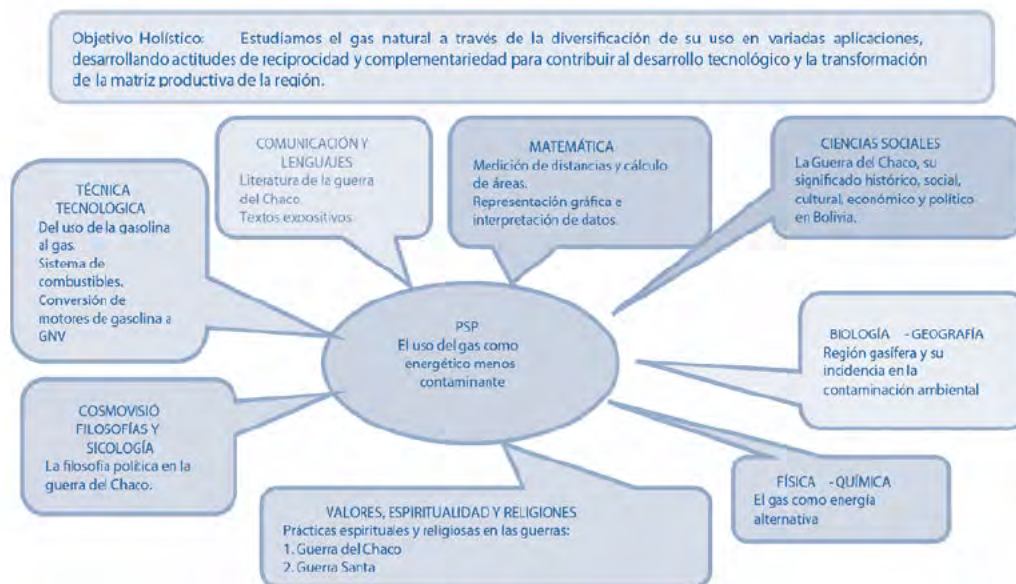 Objetivo Holístico: Estudiamos el gas natural a través de la diversificación de su uso en variadas aplicaciones,
desarrollando actitudes de reciprocidad y complementariedad para contribuir al desarrollo tecnológico y la transformación
de la matriz productiva de la región.
COMUNICACIÓN Y
LENGUAJES
Literatura de la guerra
del Chaco
Textos expositivos
MATEMÁTICA
Medición de distancias y cálculo
de áreas.
Representación gráfica e
interpretación de datos.
CIENCIAS SOCIALES
La Guerra del Chaco, su
significado histórico, social,
cultural, económico y político
en Bolivia.
TÉCNICA
TECNOLOGICA
Del uso de la gasolina
al gas.
Sistema de
combustibles.
Conversión de
motores de gasolina a
GNV
PSP
El uso del gas como
energético menos
contaminante
BIOLOGÍA - GEOGRAFÍA
Región gasífera y su
incidencia en la
contaminación ambiental
COSMOVISIÓ
FILOSOFÍAS Y
SICOLOGÍA
La filosofía política en la
guerra del Chaco.
FÍSICA - QUÍMICA
El gas como energía
alternativa
VALORES, ESPIRITUALIDAD Y RELIGIONES
Prácticas espirituales y religiosas en las guerras:
1. Guerra del Chaco
2. Guerra Santa